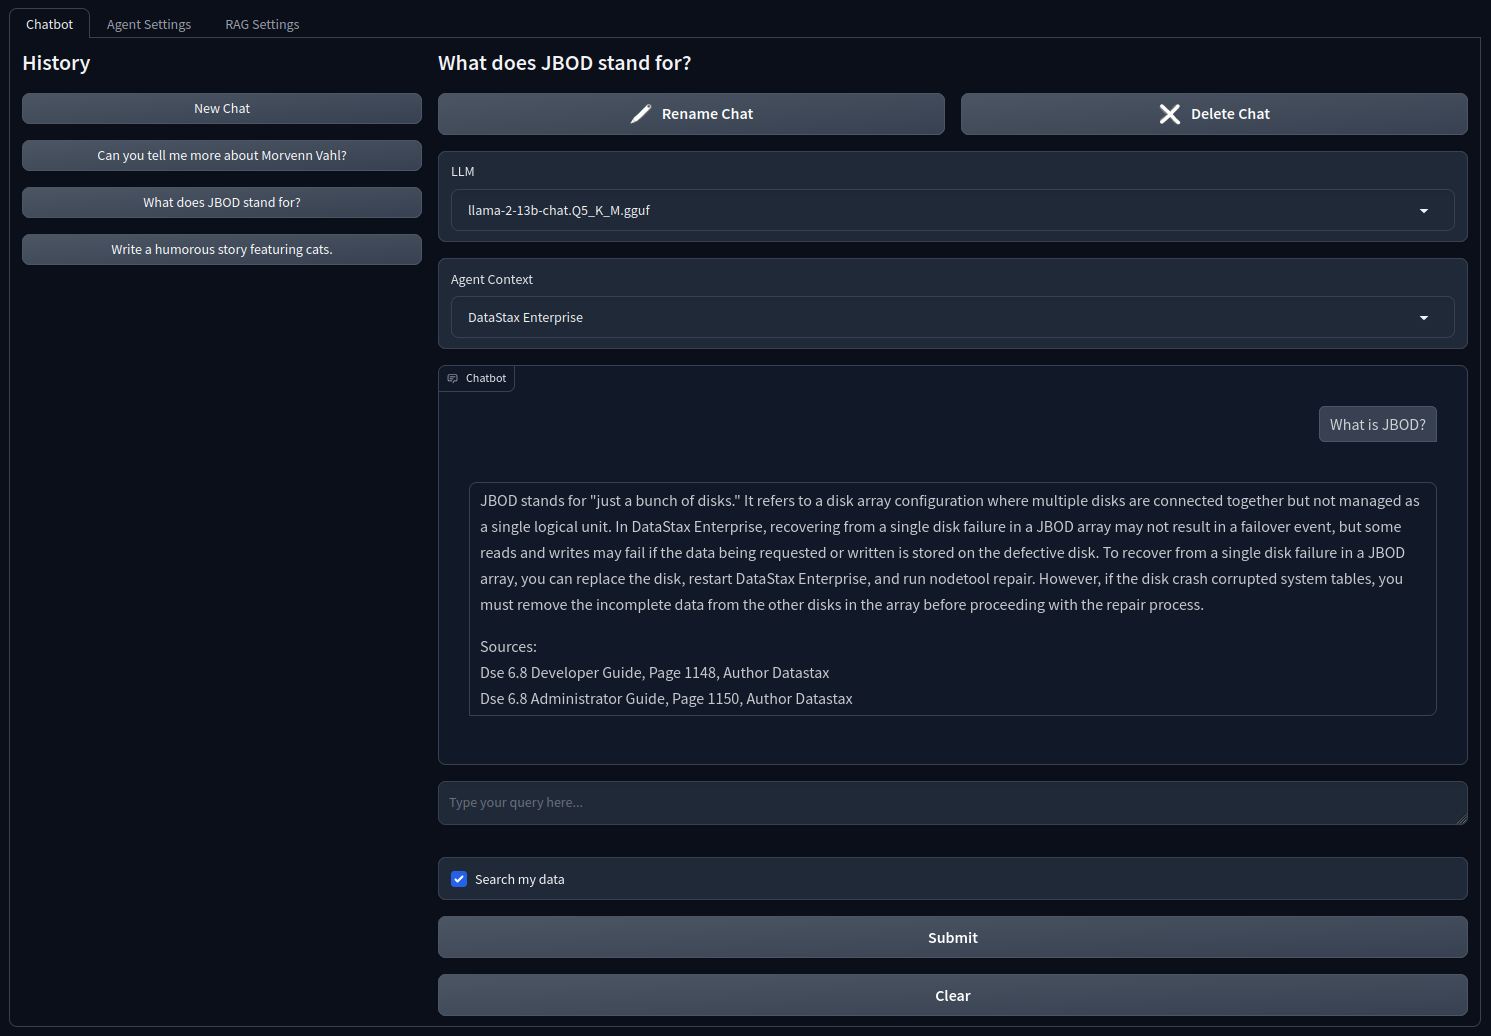 Chatbot
Agent Settings
RAG Settings
History
New Chat
Can you tell me more about Morvenn Vahl?
What does JBOD stand for?
Write a humorous story featuring cats.
What does JBOD stand for?
Rename Chat
Delete Chat
LLM
llama-2-13b-chat.Q5_K_M.gguf
Agent Context
DataStax Enterprise
Chatbot
What is JBOD?
JBOD stands for "just a bunch of disks." It refers to a disk array configuration where multiple disks are connected together but not managed as
a single logical unit. In DataStax Enterprise, recovering from a single disk failure in a JBOD array may not result in a failover event, but some
reads and writes may fail if the data being requested or written is stored on the defective disk. To recover from a single disk failure in a JBOD
array, you can replace the disk, restart DataStax Enterprise, and run nodetool repair. However, if the disk crash corrupted system tables, you
must remove the incomplete data from the other disks in the array before proceeding with the repair process.
Sources:
Dse 6.8 Developer Guide, Page 1148, Author Datastax
Dse 6.8 Administrator Guide, Page 1150, Author Datastax
Type your query here...
Search my data
Submit
Clear